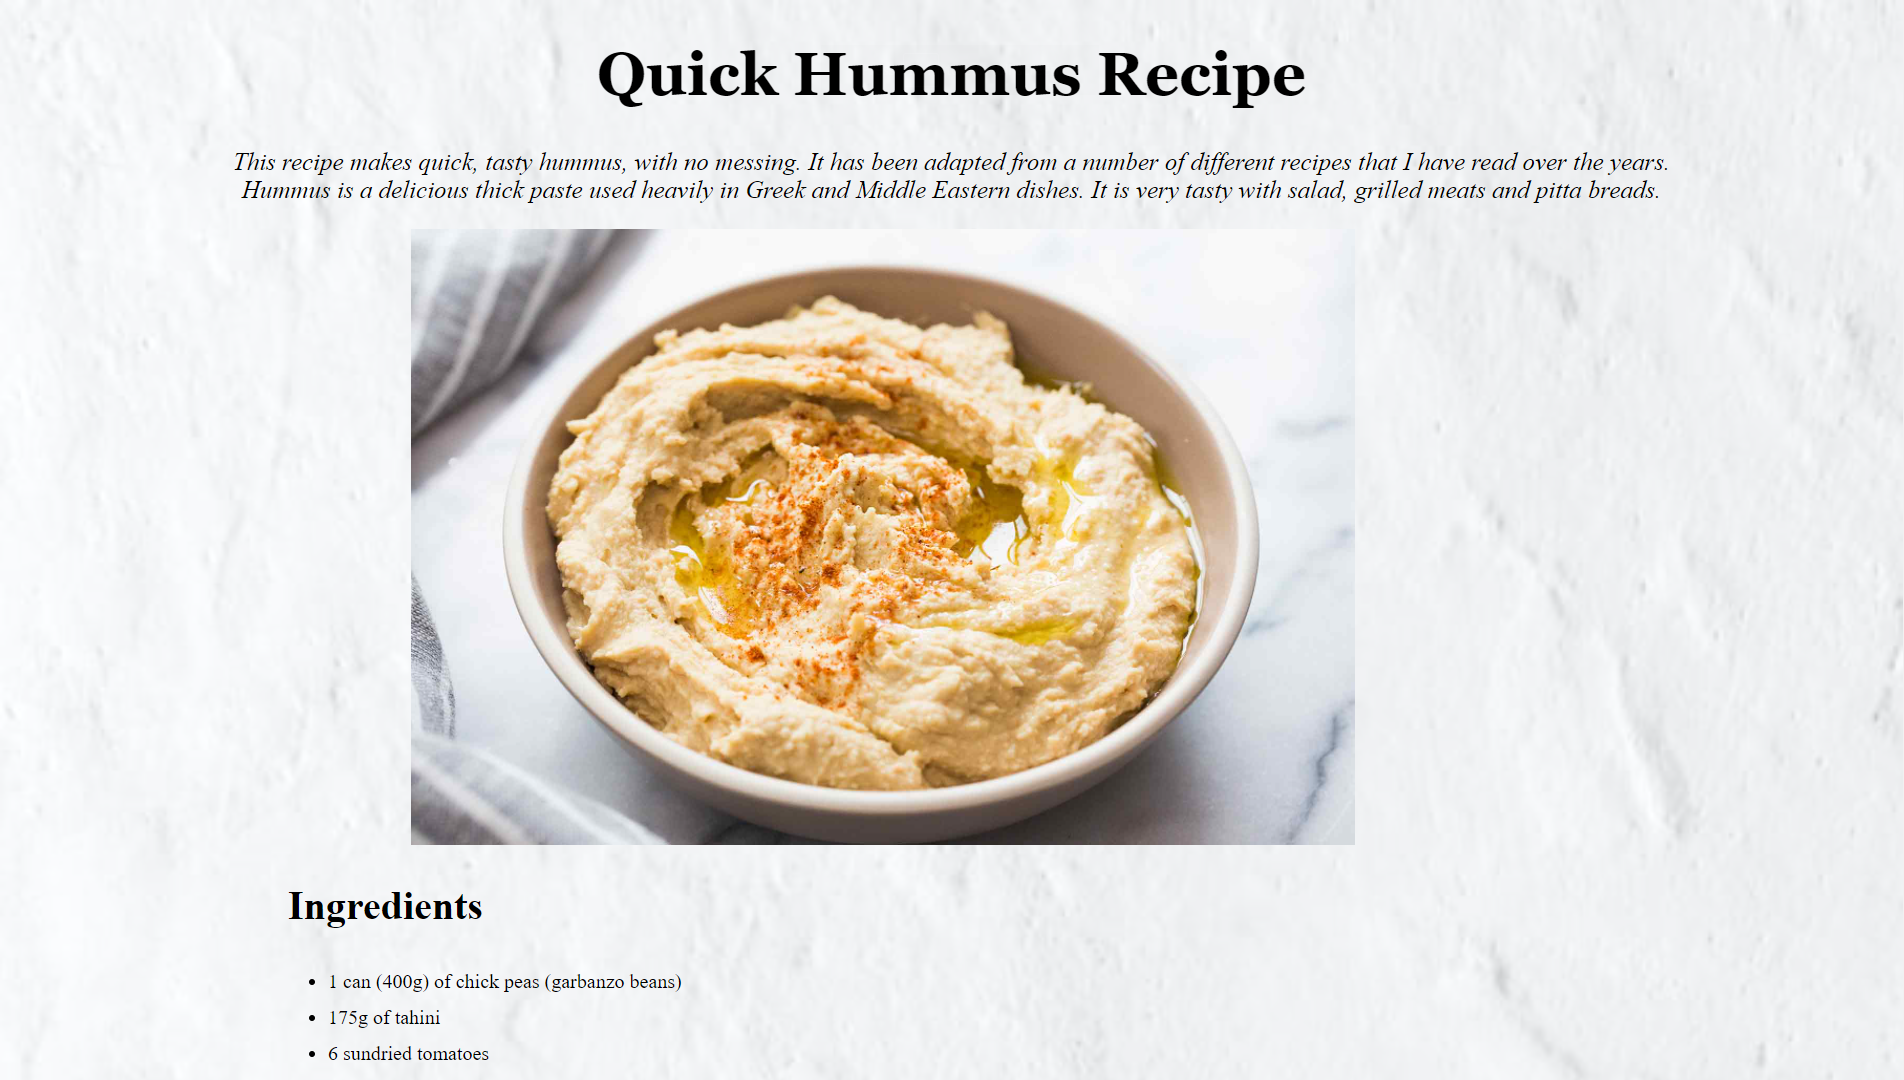 Quick Hummus Recipe
This recipe makes quick, tasty hummus, with no messing. It has been adapted from a number of different recipes that I have read over the years.
Hummus is a delicious thick paste used heavily in Greek and Middle Eastern dishes. It is very tasty with salad, grilled meats and pitta breads.
Ingredients
• 1 can (400g) of chick peas (garbanzo beans)
• 175g of tahini
• 6 sundried tomatoes